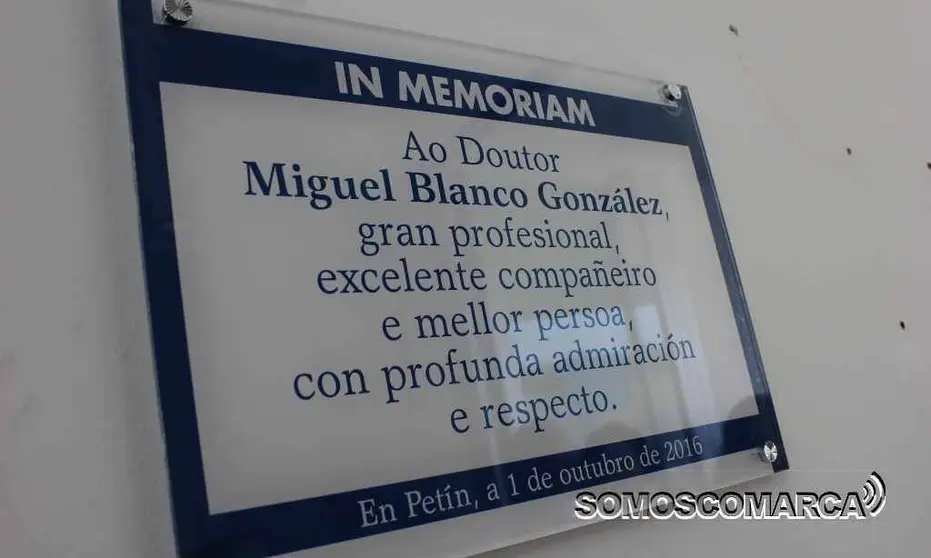 IN MEMORIAM
Ao Doutor
Miguel Blanco González,
gran profesional,
excelente compañeiro
e mellor persoa,
con profunda admiración
e respecto.
En Petín, a 1 de outubro de 2016
SOMOSCOMARCA